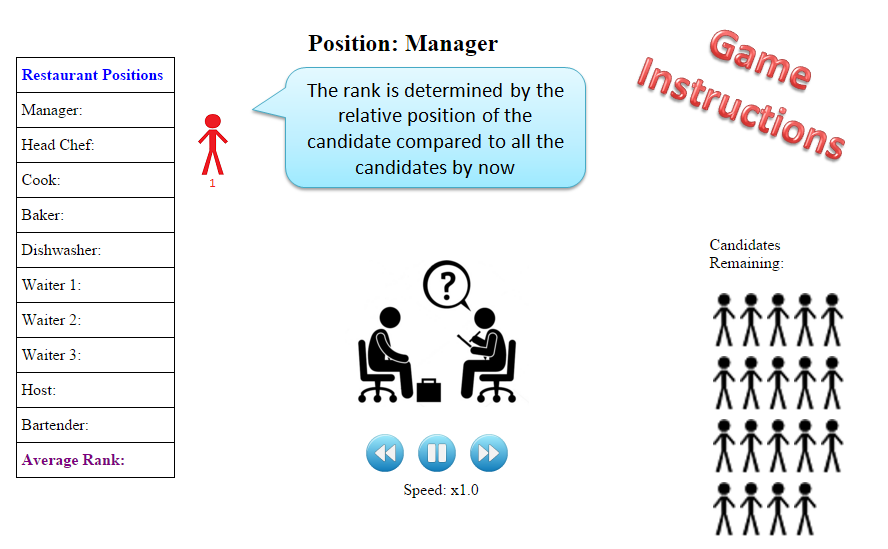 Position: Manager
Game
Instructions
Restaurant Positions
Manager:
Head Chef:
Cook:
Baker:
Dishwasher:
Waiter 1:
Waiter 2:
Waiter 3:
Host:
Bartender:
Average Rank:
1
The rank is determined by the
relative position of the
candidate compared to all the
candidates by now
?
Speed: x1.0
Candidates
Remaining: